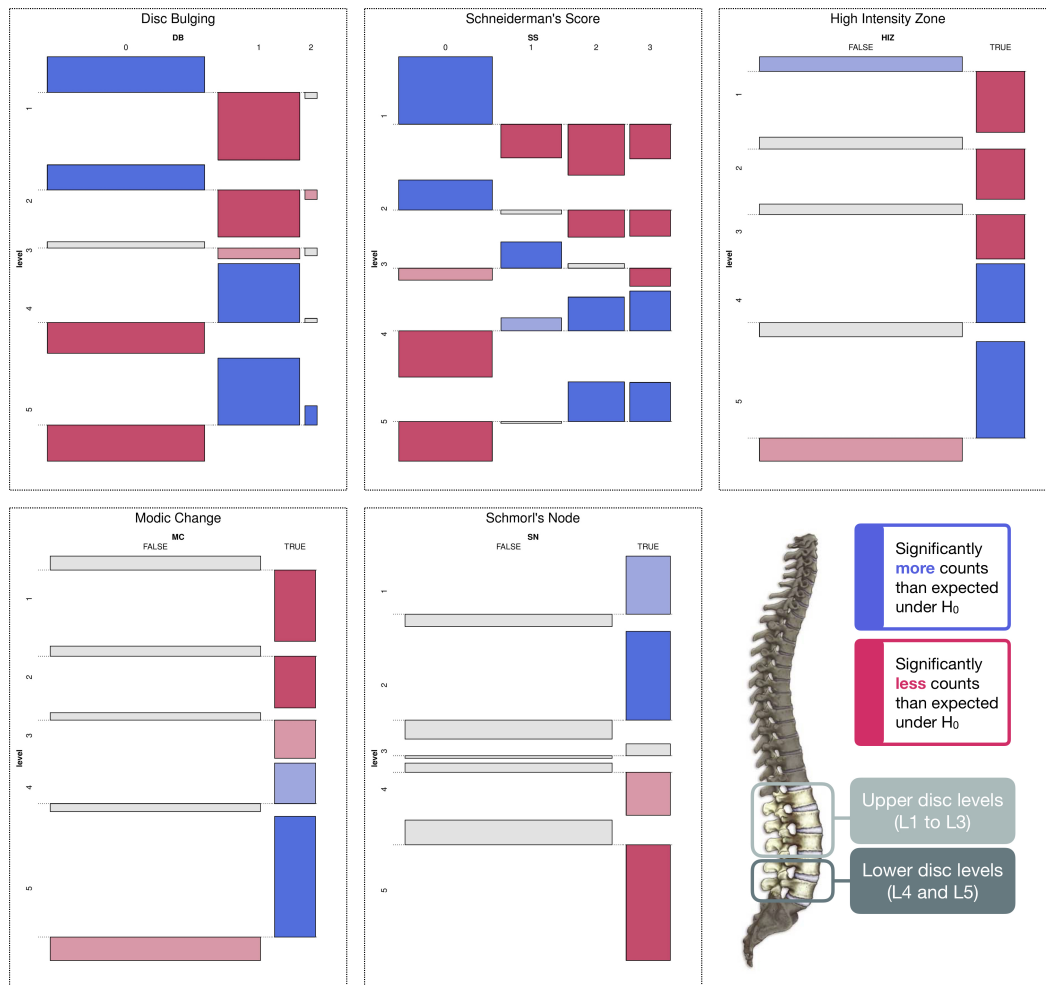 Disc Bulging
DB
0 1 2
1
2
3
4
5
level
Schneiderman's Score
SS
0 1 2 3
1
2
3
4
5
level
High Intensity Zone
HIZ
FALSE TRUE
1
2
3
4
5
level
Modic Change
MC
FALSE TRUE
1
2
3
4
5
level
Schmorl's Node
SN
FALSE TRUE
1
2
3
4
5
level
Significantly
more counts
than expected
under H₀
Significantly
less counts
than expected
under H₀
Upper disc levels
(L1 to L3)
Lower disc levels
(L4 and L5)